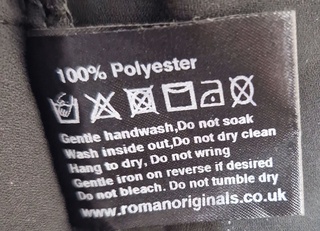 100% Polyester
Gentle handwash,Do not soak
Wash inside out,Do not dry clean
Hang to dry, Do not wring
Gentle iron on reverse if desired
Do not bleach. Do not tumble dry
www.romanoriginals.co.uk